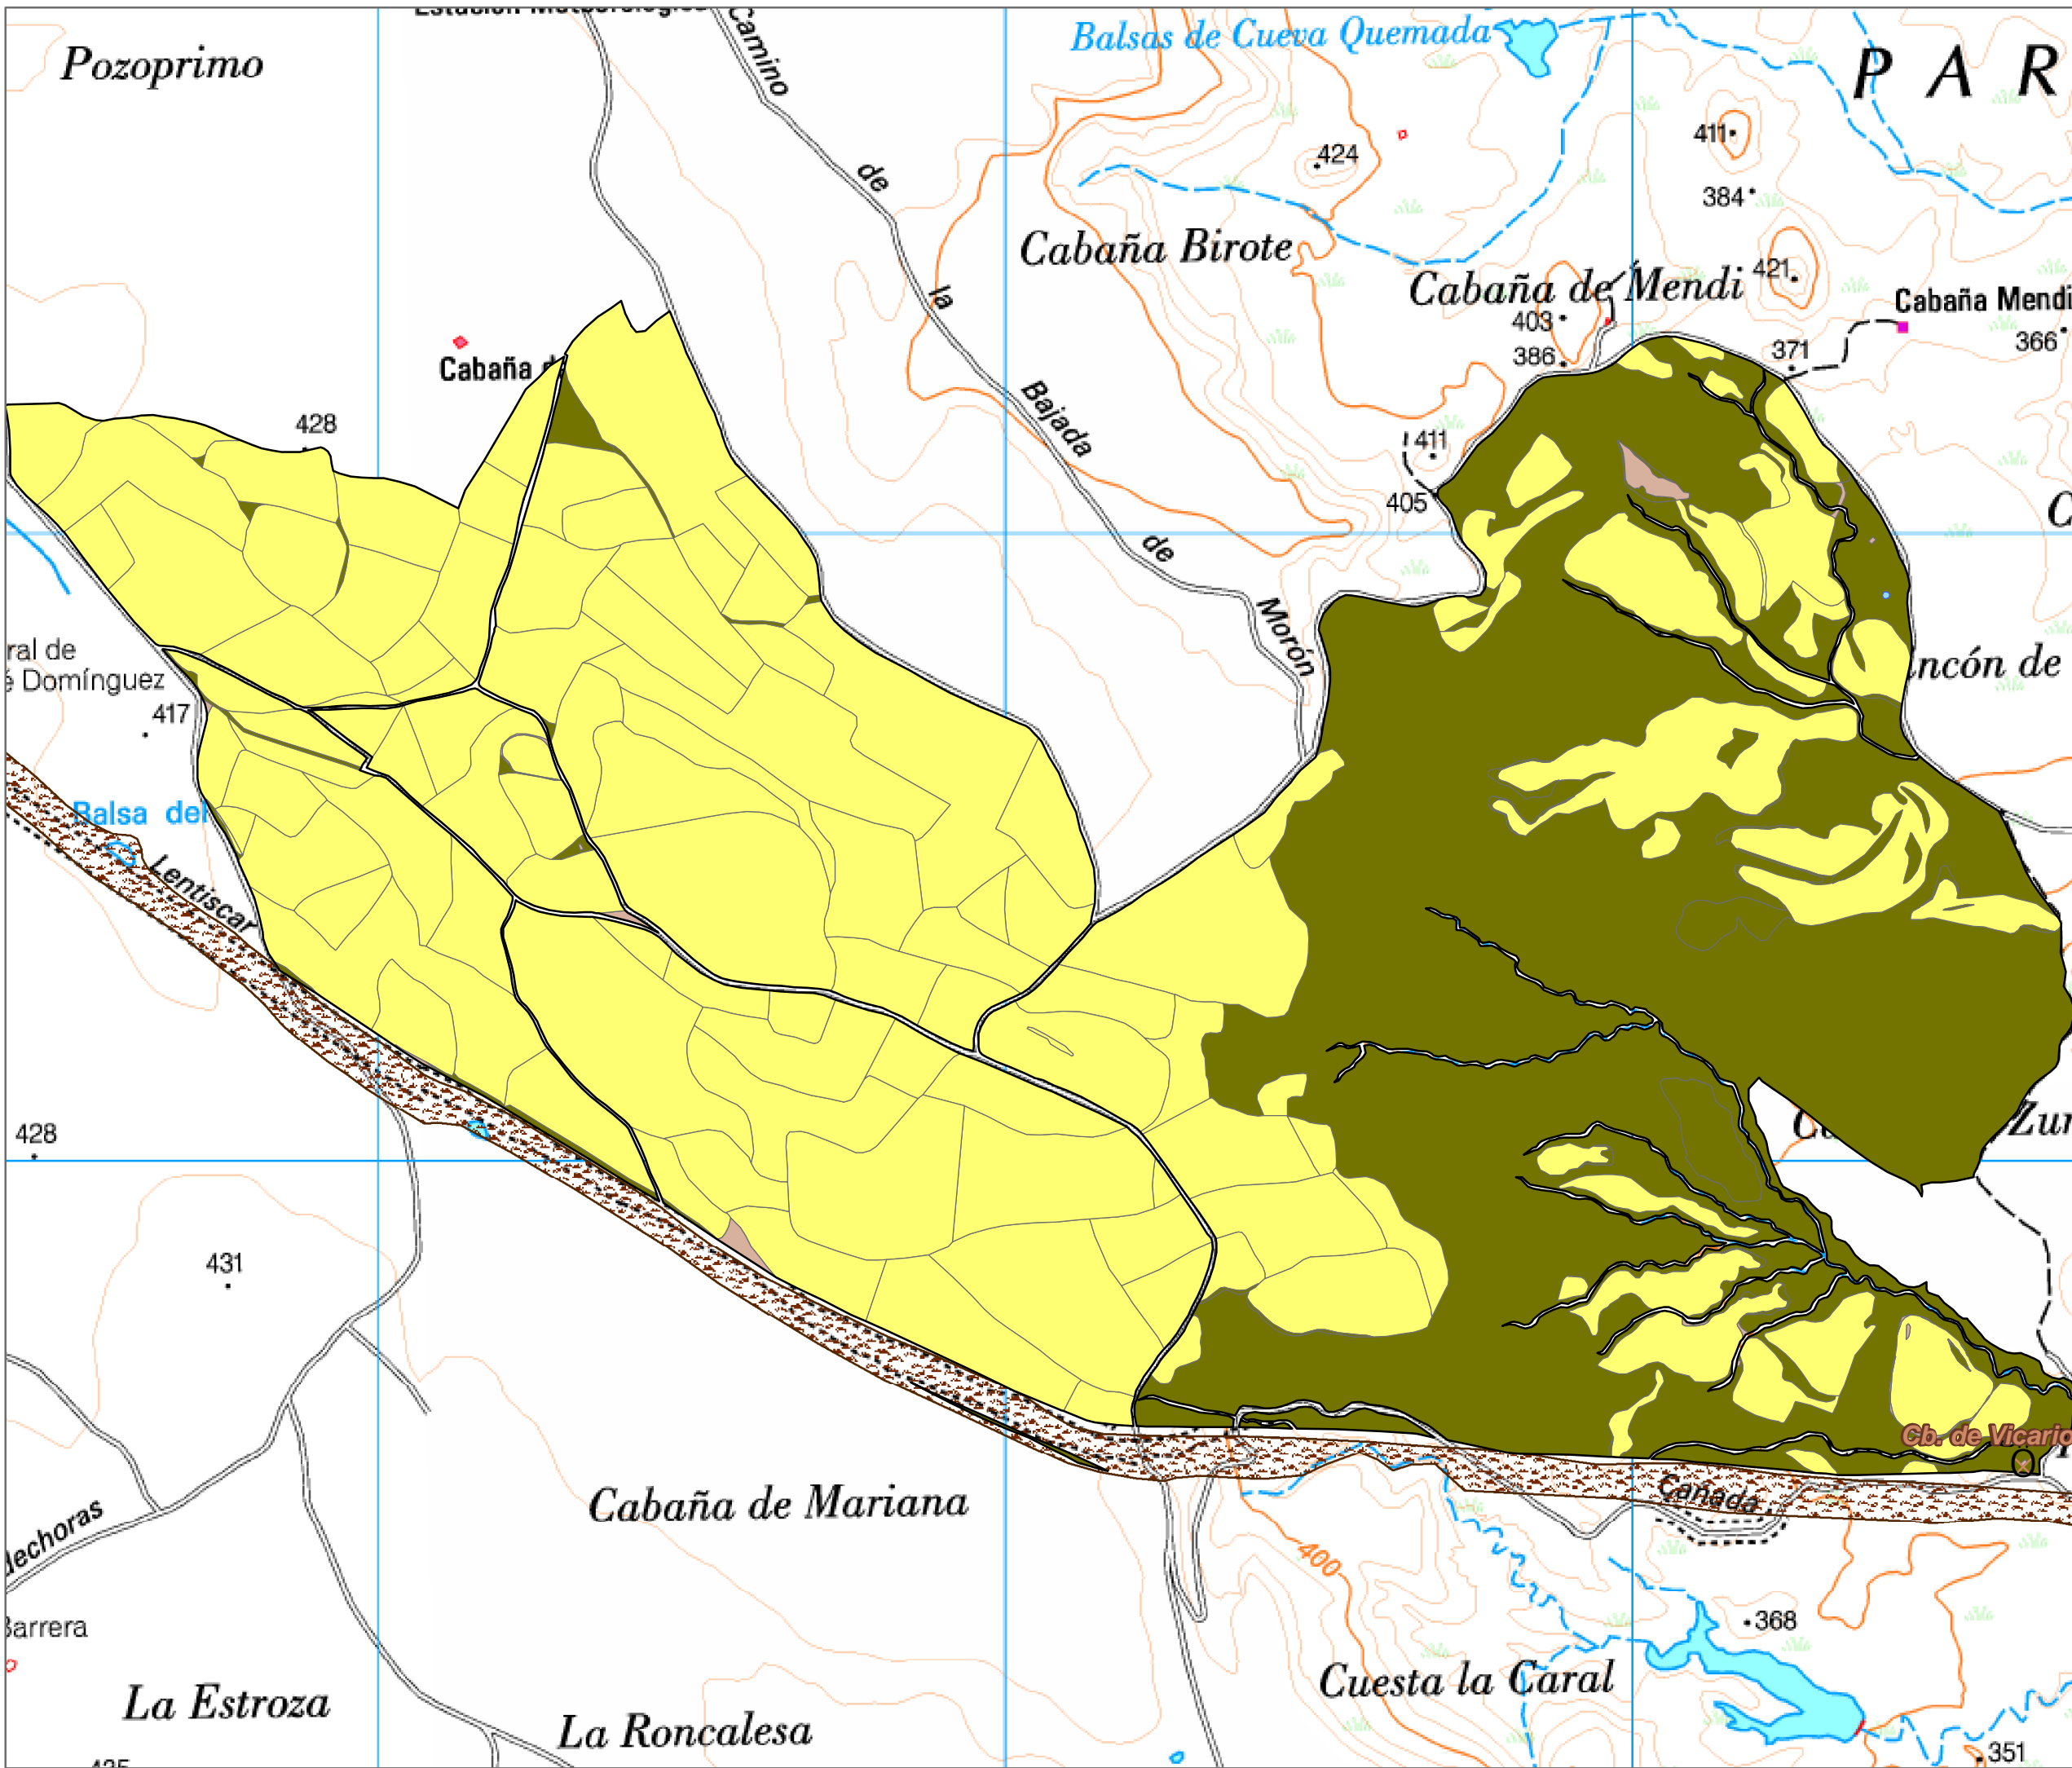 Camino
Pozoprimo
Balsas de Cueva Quemada
PAR
411
424
de
384
Cabaña Birote
421
Cabaña de Mendi
la
Cabaña Mendi
403
366
371
386
Cabaña d
Bajada
428
411
405
C
de
Morón
ral de
Domínguez
ncón de
417
Balsa del
Lentiscar
428
Zur
431
Cb. de Vicario
Cañada
Cabaña de Mariana
lechoras
400
368
Barrera
Cuesta la Caral
La Estroza
La Roncalesa
351